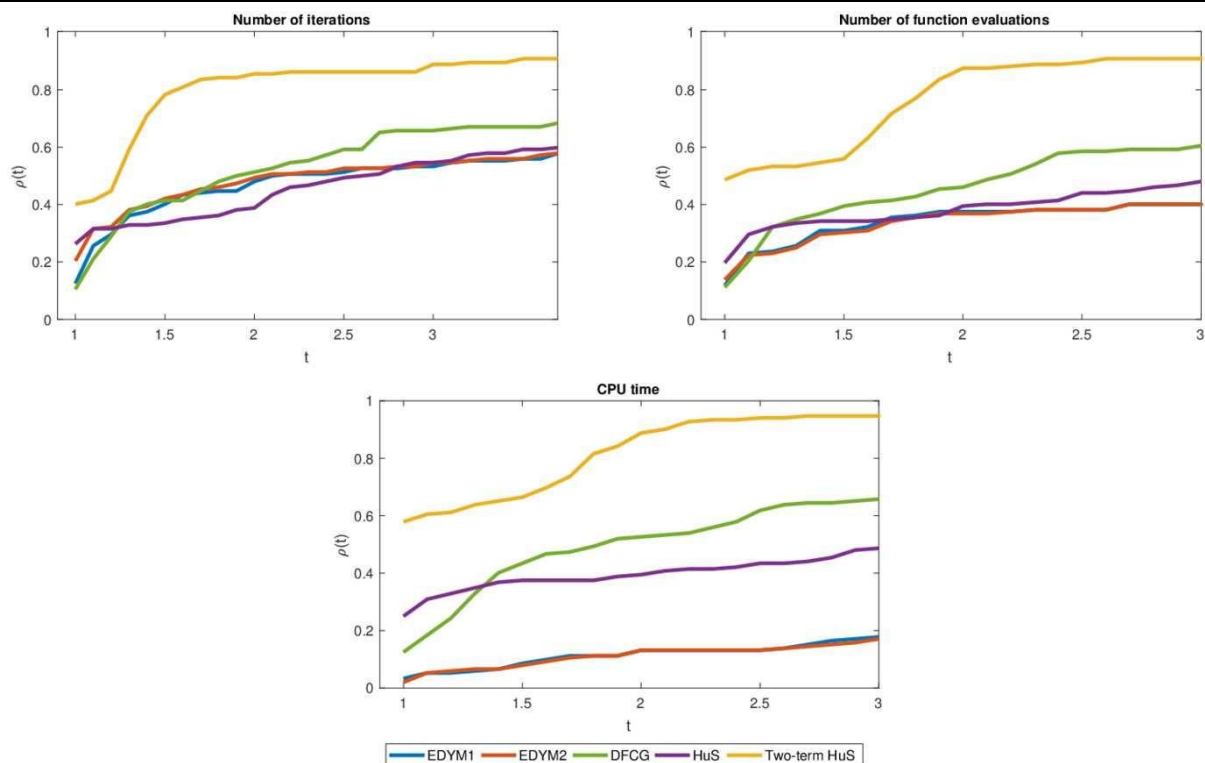 Number of iterations
1
0.8
0.6
0.4
0.2
0
ρ(t)
1 1.5 2 2.5 3
t
Number of function evaluations
1
0.8
0.6
0.4
0.2
0
ρ(t)
1 1.5 2 2.5 3
t
CPU time
1
0.8
0.6
0.4
0.2
0
ρ(t)
1 1.5 2 2.5 3
t
EDYM1 EDYM2 DFCG HuS Two-term HuS